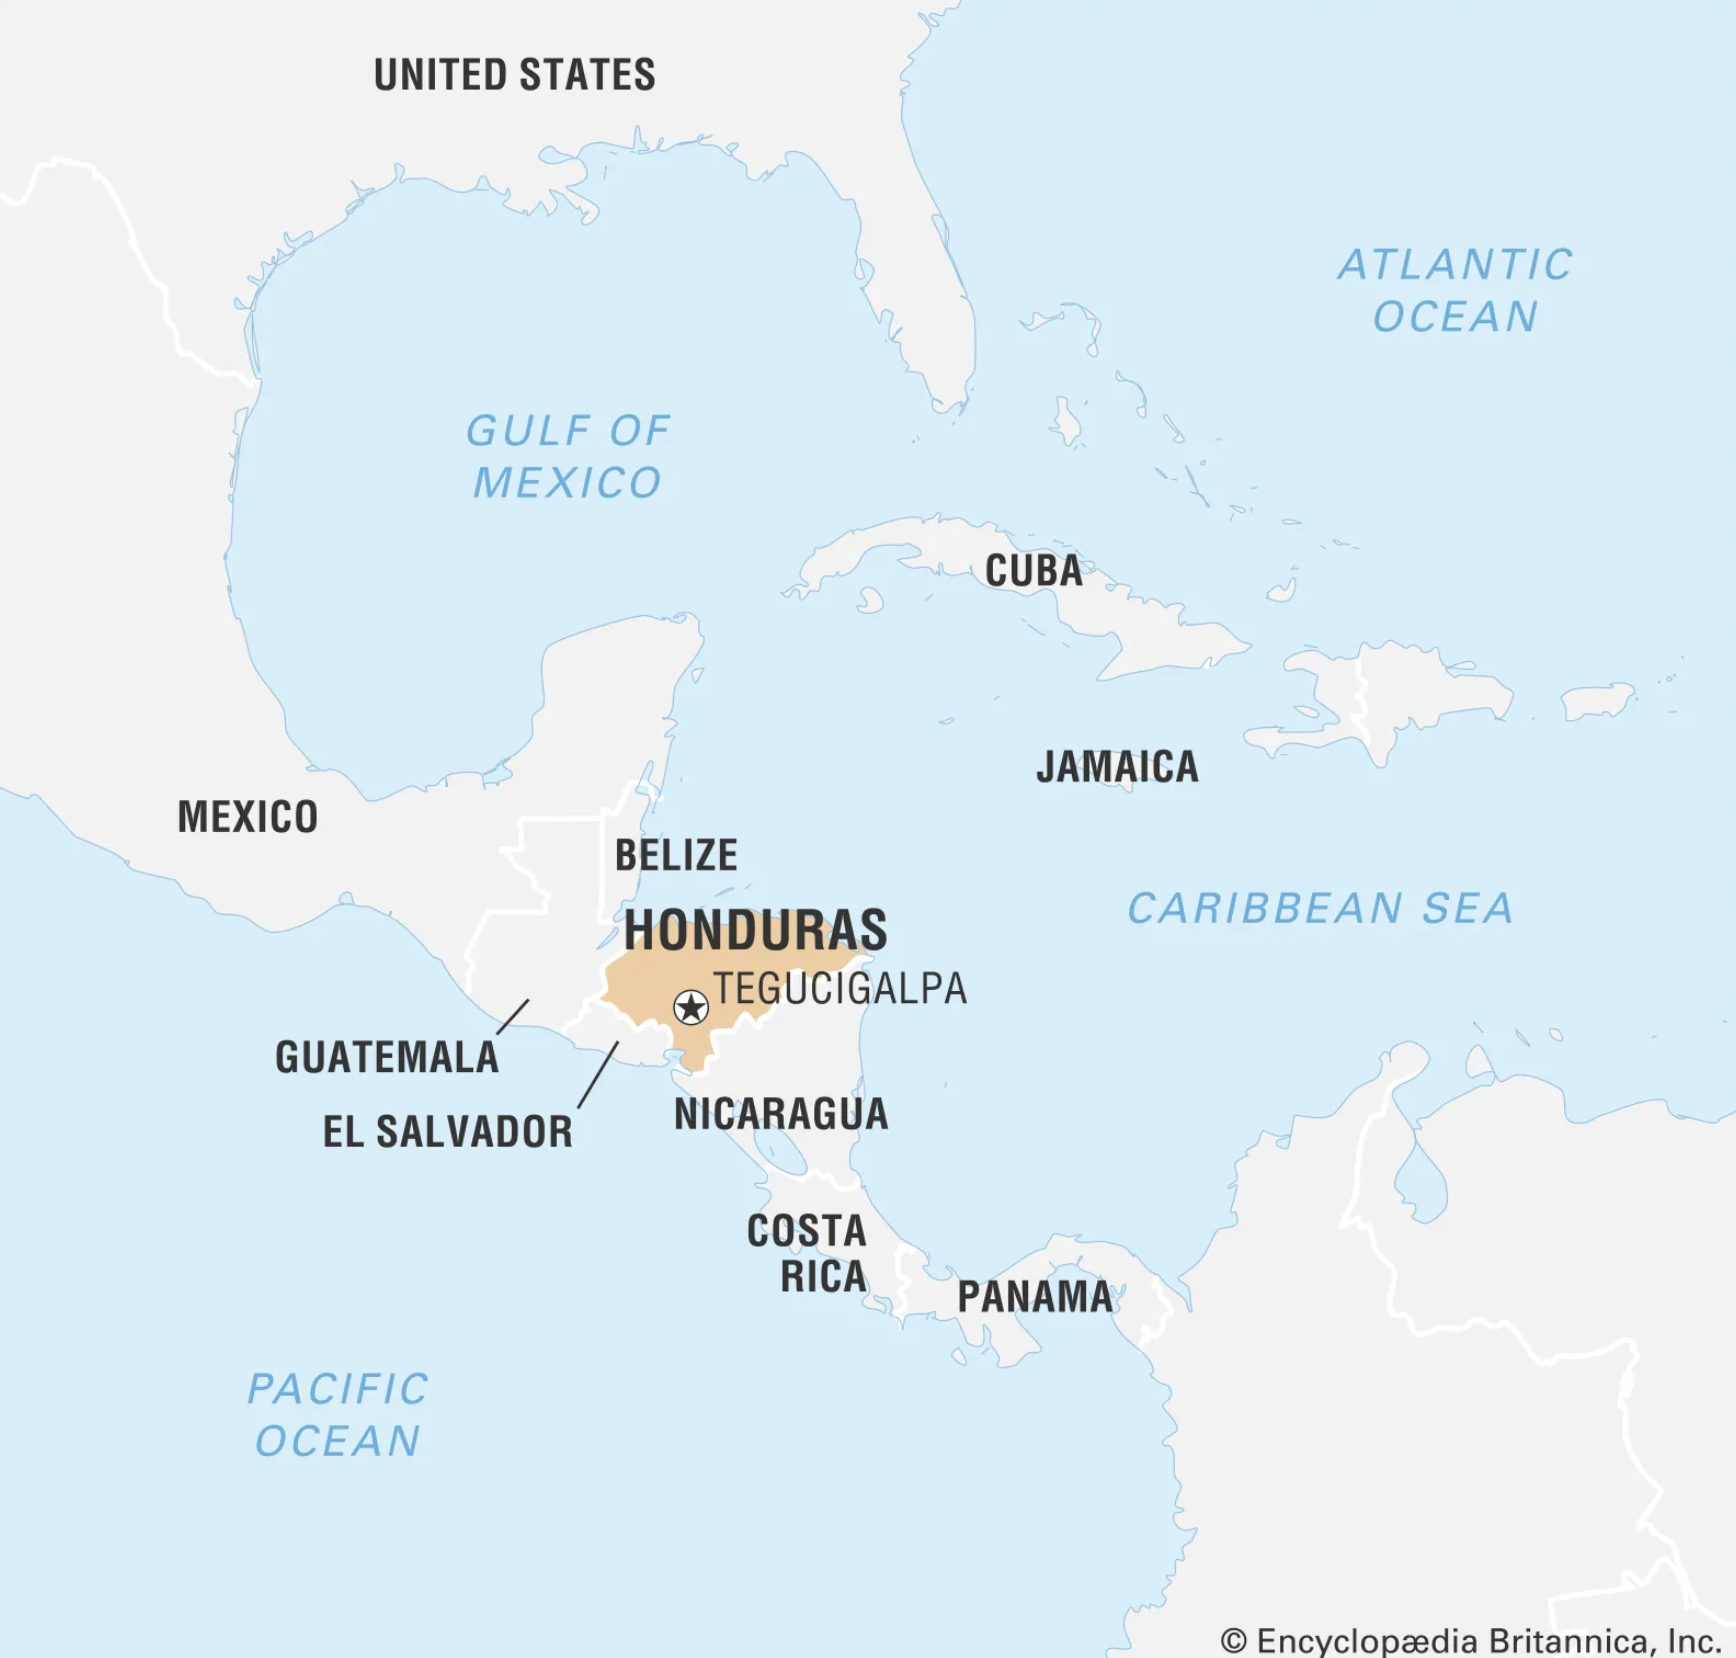 UNITED STATES
ATLANTIC
OCEAN
GULF OF
MEXICO
CUBA
JAMAICA
MEXICO
BELIZE
CARIBBEAN SEA
HONDURAS
TEGUCIGALPA
GUATEMALA
EL SALVADOR
NICARAGUA
COSTA
RICA
PANAMA
PACIFIC
OCEAN
© Encyclopædia Britannica, Inc.